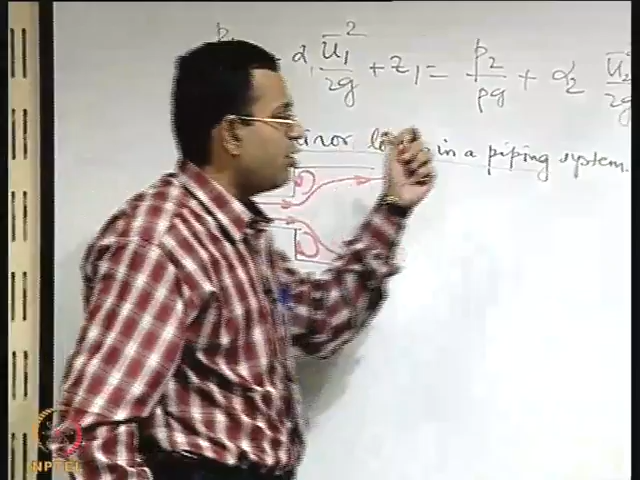 α₁ ū₁²/2g + z₁ = p₂/ρg + α₂ ū₂²/2g
in a piping system.
NPTEL